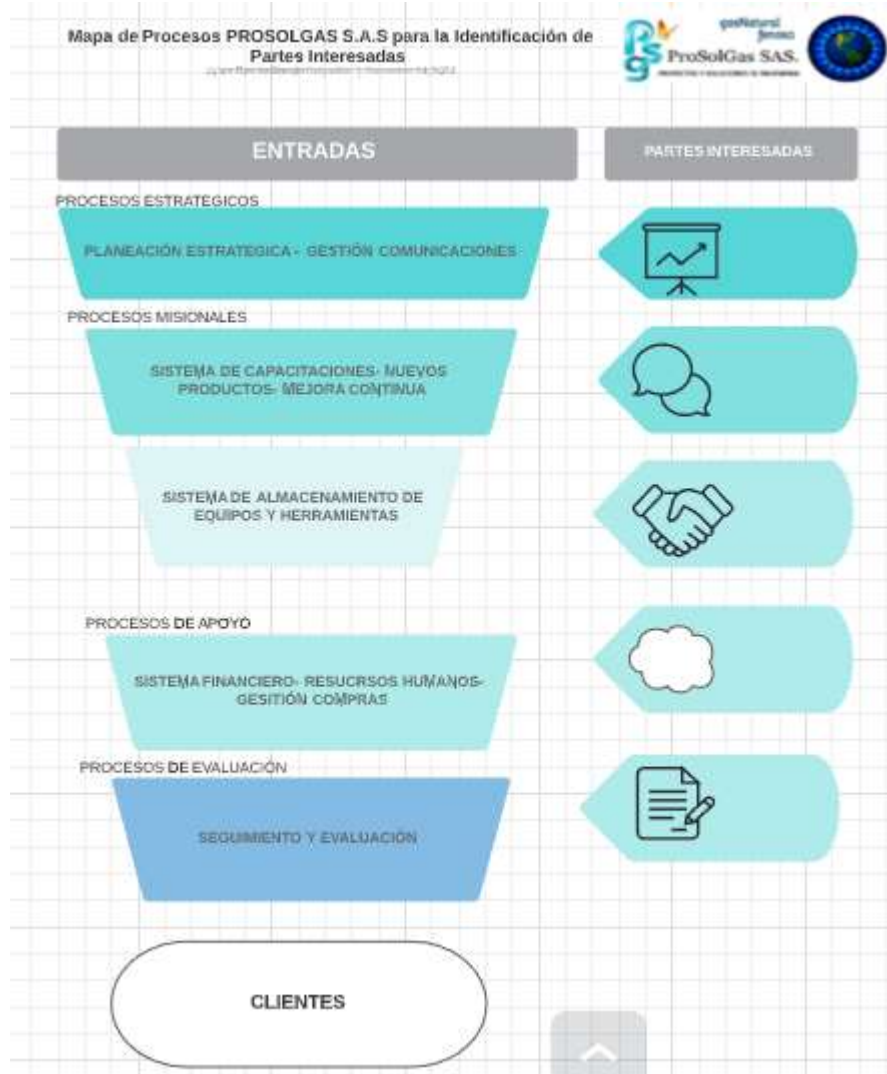 Mapa de Procesos PROSOLGAS S.A.S para la Identificación de
Partes Interesadas
gasNatural
fenosa
ProSolGas SAS.
ENTRADAS
PARTES INTERESADAS
PROCESOS ESTRATEGICOS
PLANEACIÓN ESTRATEGICA - GESTIÓN COMUNICACIONES
PROCESOS MISIONALES
SISTEMA DE CAPACITACIONES- NUEVOS
PRODUCTOS- MEJORA CONTINUA
SISTEMA DE ALMACENAMIENTO DE
EQUIPOS Y HERRAMIENTAS
PROCESOS DE APOYO
SISTEMA FINANCIERO- RESUCRSOS HUMANOS-
GESITIÓN COMPRAS
PROCESOS DE EVALUACIÓN
SEGUIMIENTO Y EVALUACIÓN
CLIENTES